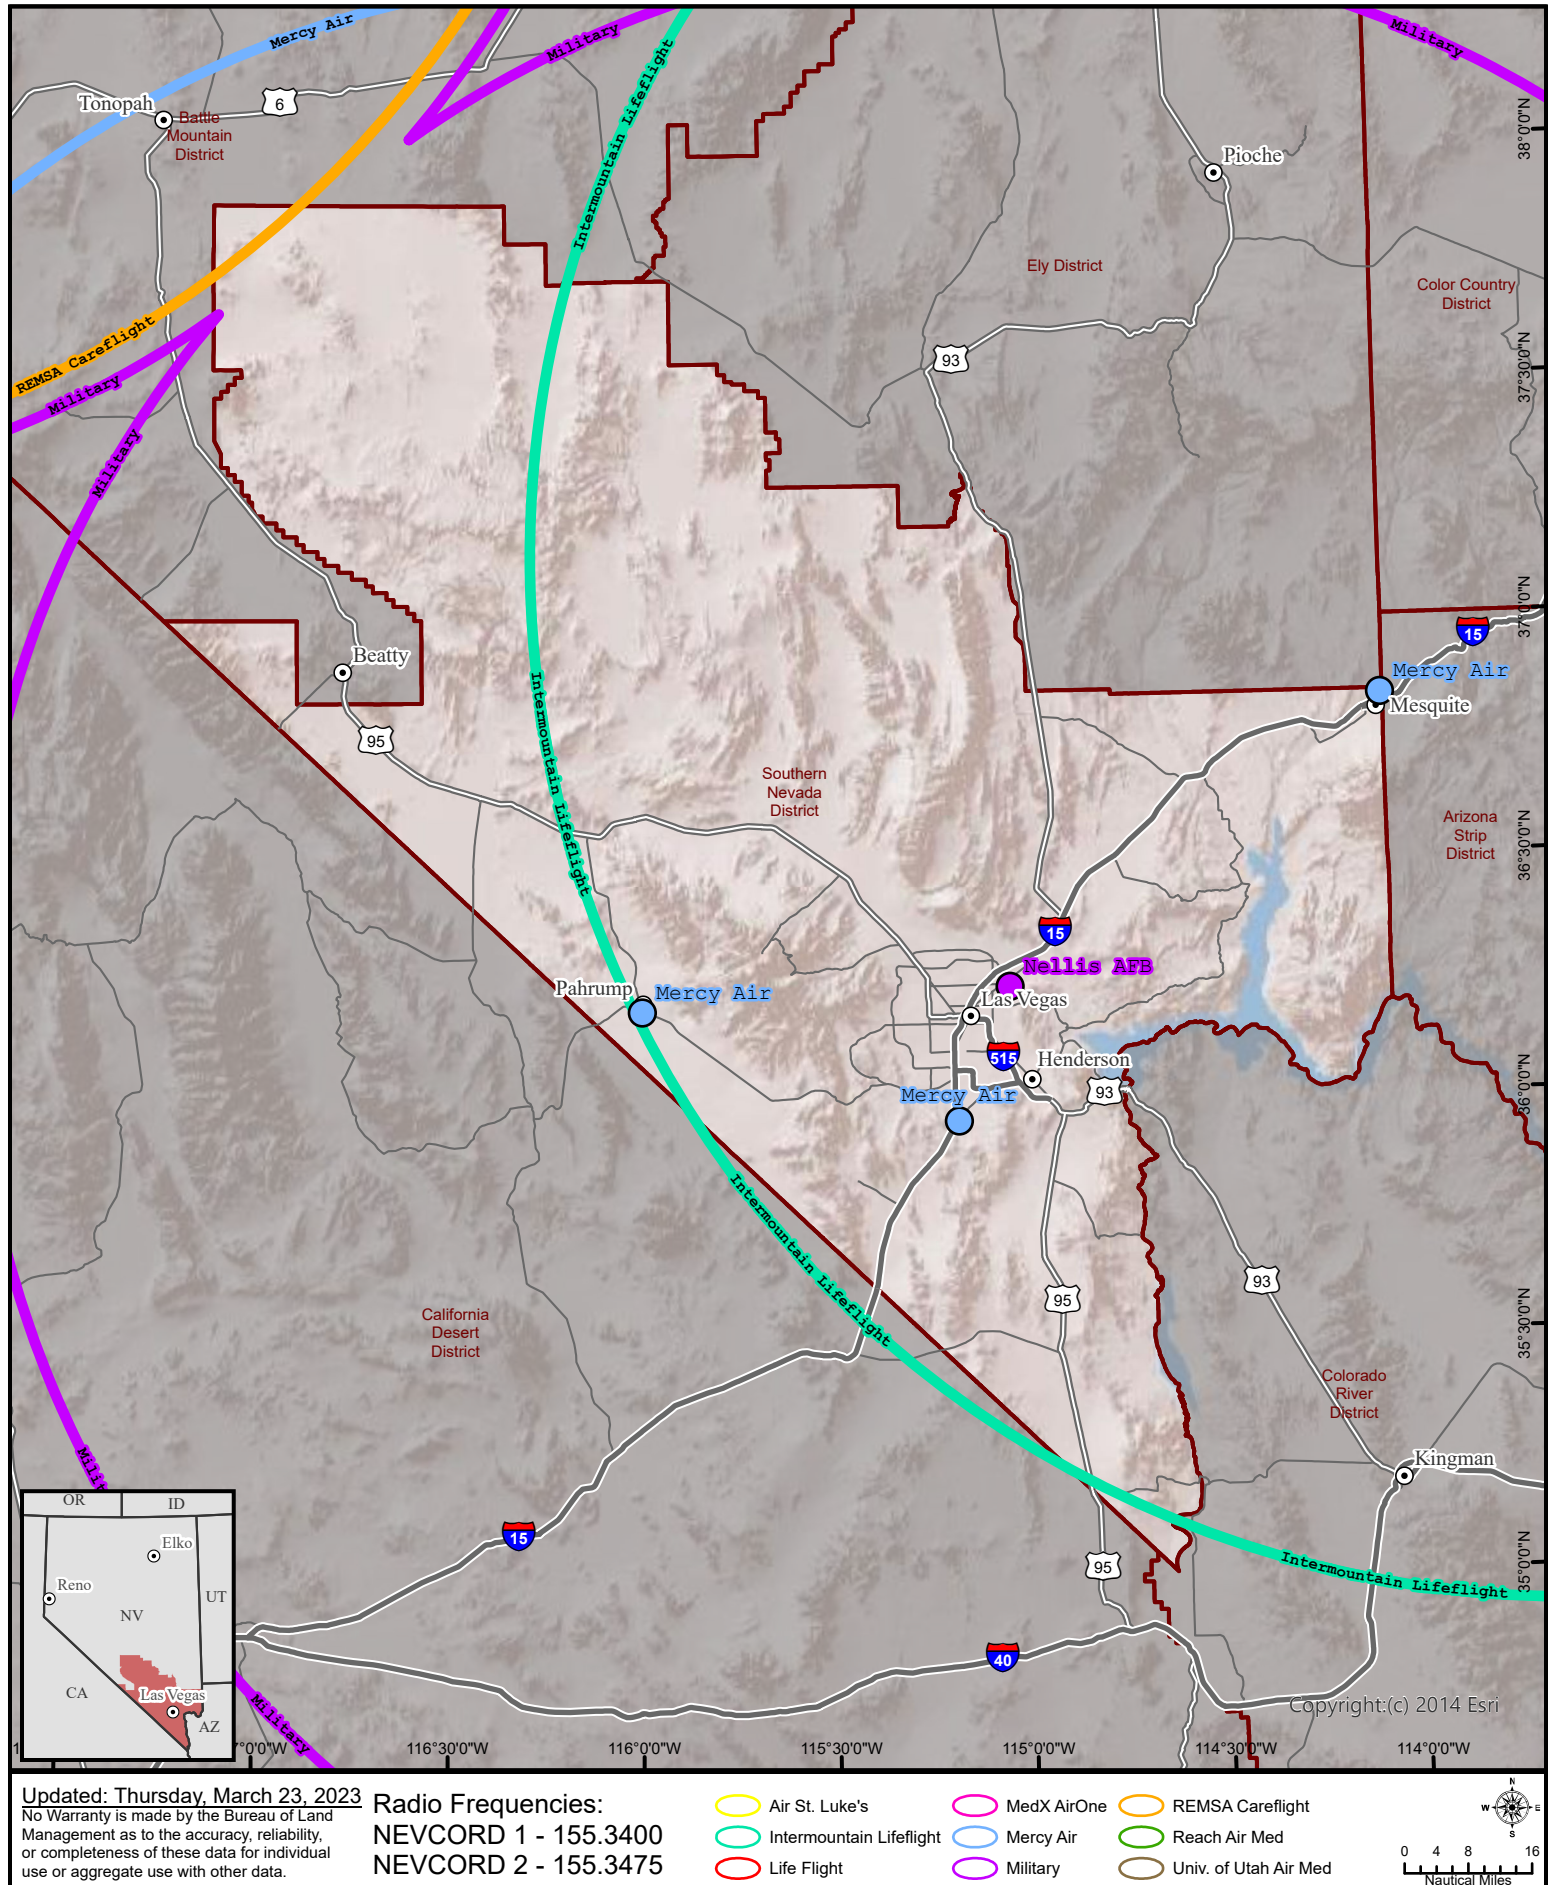 Mercy Air
Military
Military
Intermountain Lifeflight
Tonopah
6
Battle
Mountain
District
38°0'0"N
Pioche
Ely District
Color Country
District
REMSA Careflight
Military
93
37°30'0"N
Military
37°0'0"N
15
Beatty
Mercy Air
Mesquite
Intermountain Lifeflight
95
Southern
Nevada
District
Arizona
Strip
District
36°30'0"N
15
Nellis AFB
Pahrump
Mercy Air
Las Vegas
515
Henderson
93
Mercy Air
36°0'0"N
Intermountain Lifeflight
93
95
California
Desert
District
35°30'0"N
Colorado
River
District
Kingman
Milit
OR
ID
Elko
Reno
UT
NV
CA
Las Vegas
AZ
15
95
Intermountain Lifeflight
35°0'0"N
40
Military
Copyright:(c) 2014 Esri
7°0'0"W
116°30'0"W
116°0'0"W
115°30'0"W
115°0'0"W
114°30'0"W
114°0'0"W
Updated: Thursday, March 23, 2023
No Warranty is made by the Bureau of Land
Management as to the accuracy, reliability,
or completeness of these data for individual
use or aggregate use with other data.
Radio Frequencies:
NEVCORD 1 - 155.3400
NEVCORD 2 - 155.3475
Air St. Luke's
Intermountain Lifeflight
Life Flight
MedX AirOne
Mercy Air
Military
REMSA Careflight
Reach Air Med
Univ. of Utah Air Med
N
W E
S
0 4 8 16
Nautical Miles